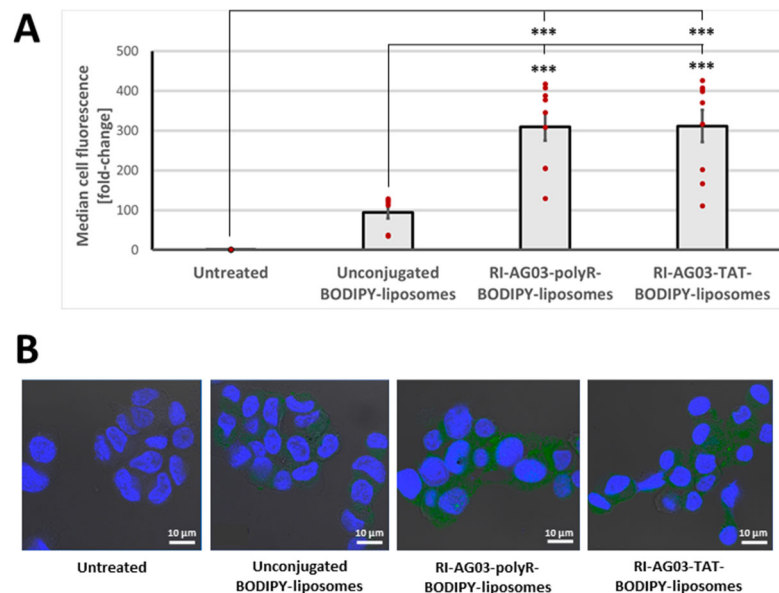 A
*** ***
*** ***
500
400
300
200
100
0
Median cell fluorescence
[fold-change]
Untreated
Unconjugated
BODIPY-liposomes
RI-AG03-polyR-
BODIPY-liposomes
RI-AG03-TAT-
BODIPY-liposomes
B
10 µm
10 µm
10 µm
10 µm
Untreated
Unconjugated
BODIPY-liposomes
RI-AG03-polyR-
BODIPY-liposomes
RI-AG03-TAT-
BODIPY-liposomes